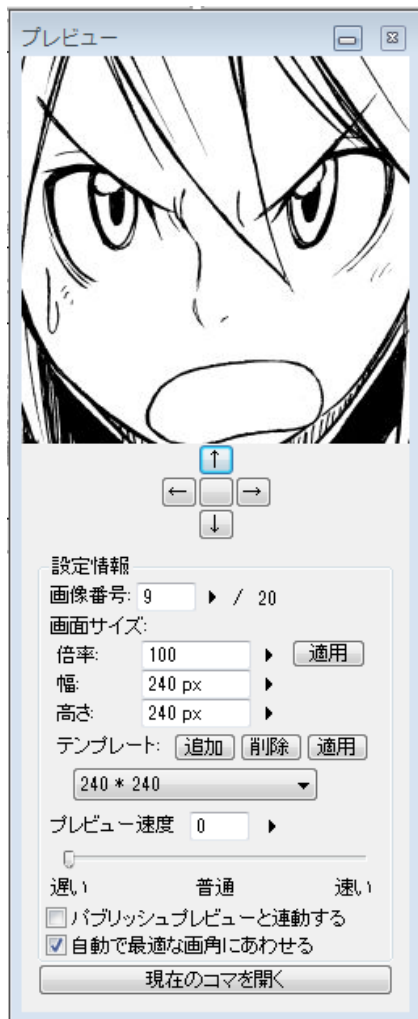 プレビュー
↑
← →
↓
設定情報
画像番号: 9 / 20
画面サイズ:
倍率: 100 適用
幅: 240 px
高さ: 240 px
テンプレート: 追加 削除 適用
240 * 240
プレビュー速度 0
遅い 普通 速い
パブリッシュプレビューと連動する
自動で最適な画角にあわせる
現在のコマを開く